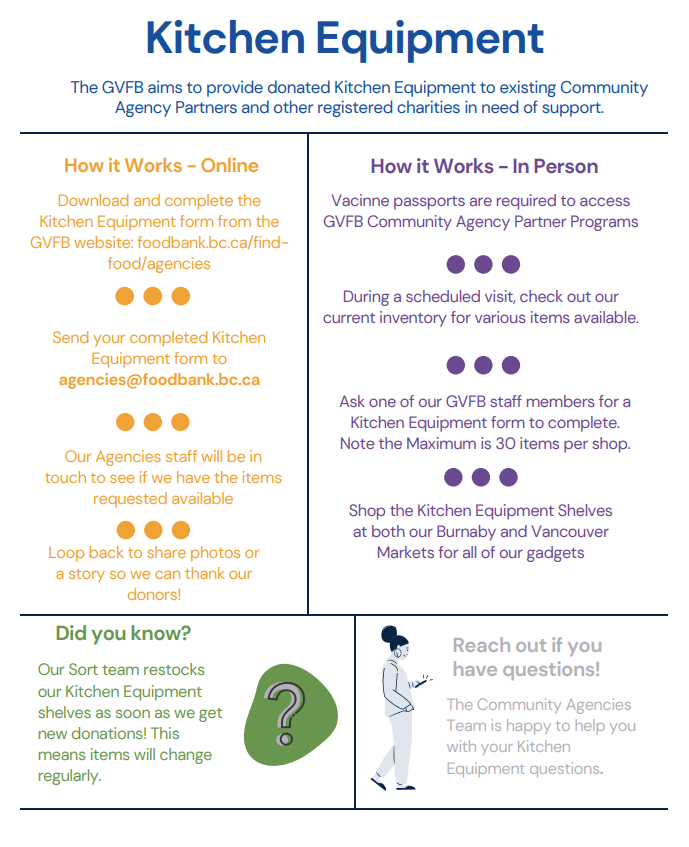 Kitchen Equipment
The GVFB aims to provide donated Kitchen Equipment to existing Community
Agency Partners and other registered charities in need of support.
How it Works - Online
Download and complete the
Kitchen Equipment form from the
GVFB website: foodbank.bc.ca/find-
food/agencies
Send your completed Kitchen
Equipment form to
agencies@foodbank.bc.ca
Our Agencies staff will be in
touch to see if we have the items
requested available
Loop back to share photos or
a story so we can thank our
donors!
How it Works - In Person
Vacinne passports are required to access
GVFB Community Agency Partner Programs
During a scheduled visit, check out our
current inventory for various items available.
Ask one of our GVFB staff members for a
Kitchen Equipment form to complete.
Note the Maximum is 30 items per shop.
Shop the Kitchen Equipment Shelves
at both our Burnaby and Vancouver
Markets for all of our gadgets
Did you know?
Our Sort team restocks
our Kitchen Equipment
shelves as soon as we get
new donations! This
means items will change
regularly.
?
Reach out if you
have questions!
The Community Agencies
Team is happy to help you
with your Kitchen
Equipment questions.